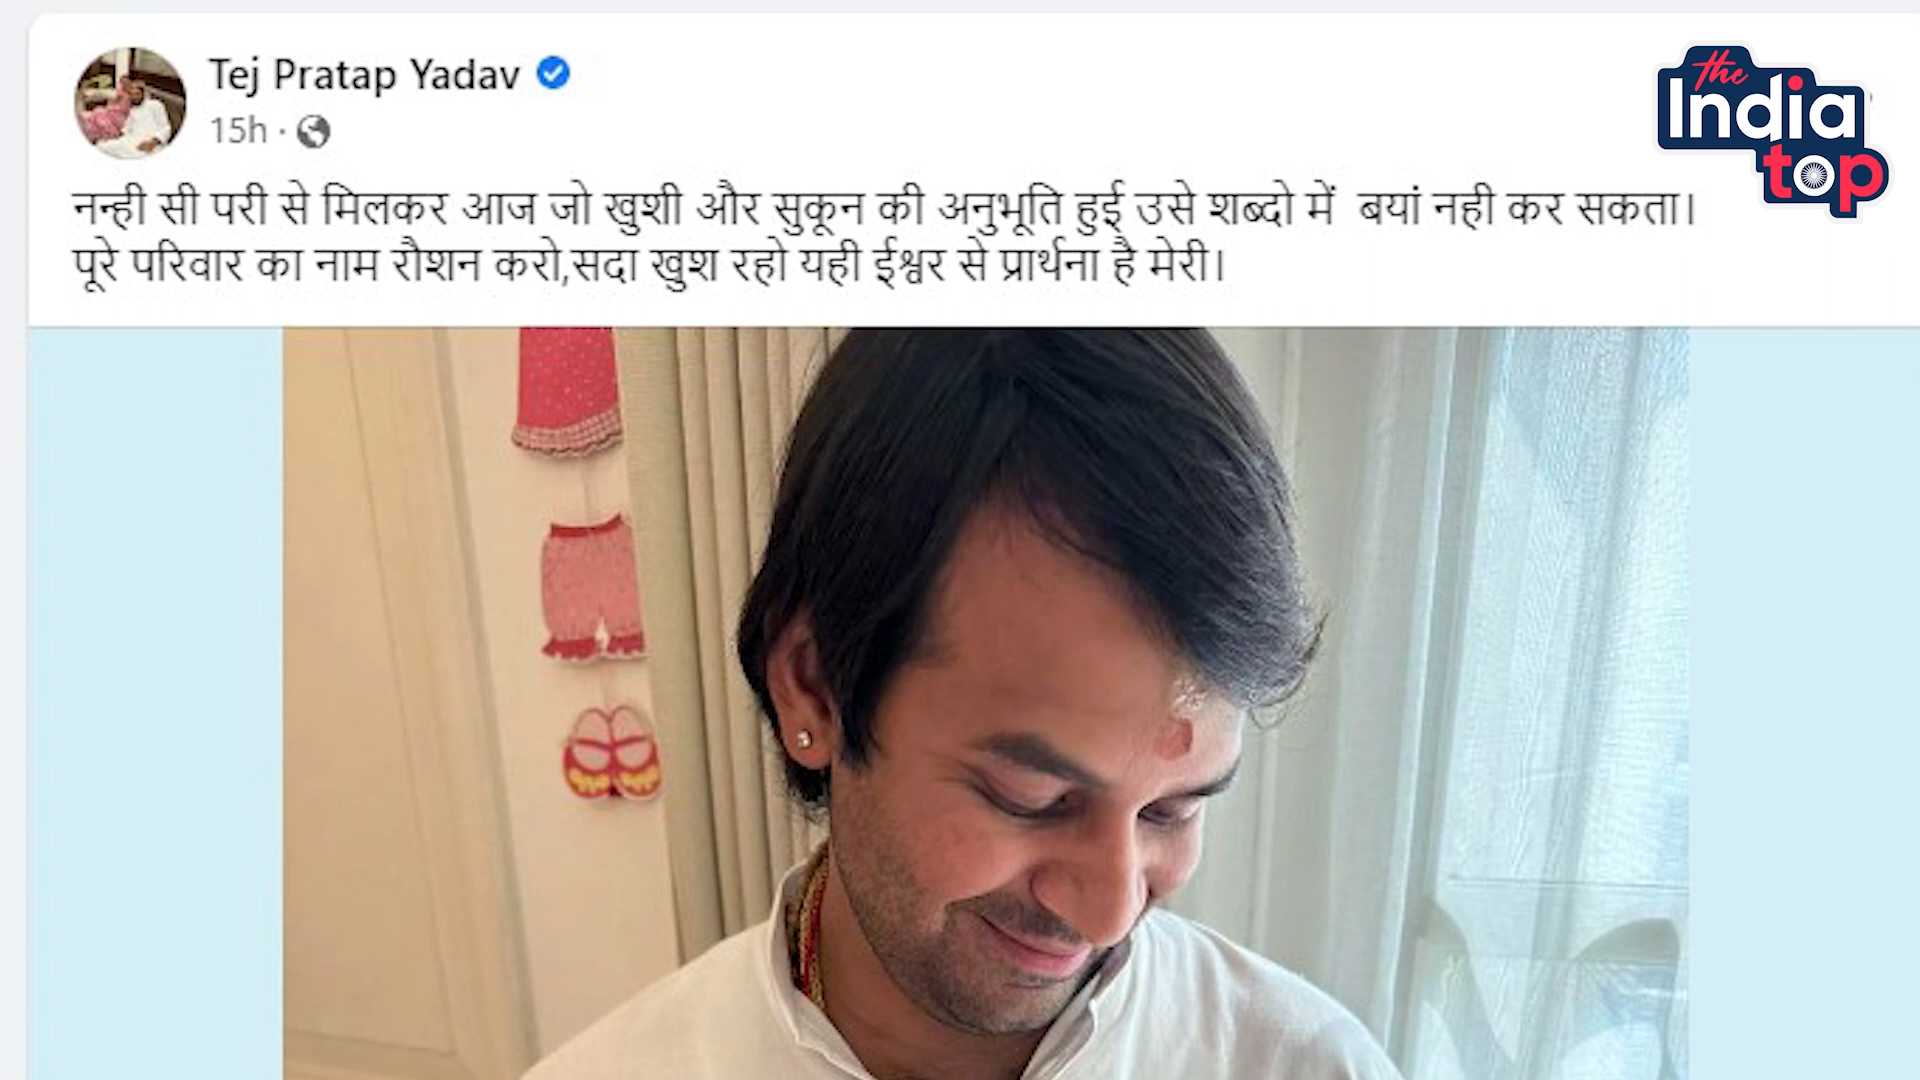 Tej Pratap Yadav
15h ·
नन्ही सी परी से मिलकर आज जो खुशी और सुकून की अनुभूति हुई उसे शब्दो में बयां नही कर सकता।
पूरे परिवार का नाम रौशन करो,सदा खुश रहो यही ईश्वर से प्रार्थना है मेरी।
the
India
top